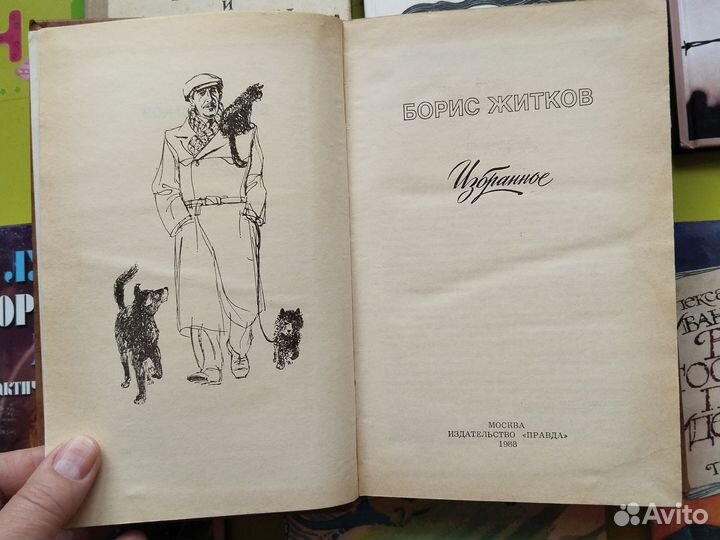 И
БОРИС ЖИТКОВ
Избранное
МОСКВА
ИЗДАТЕЛЬСТВО «ПРАВДА»
1988
Avito